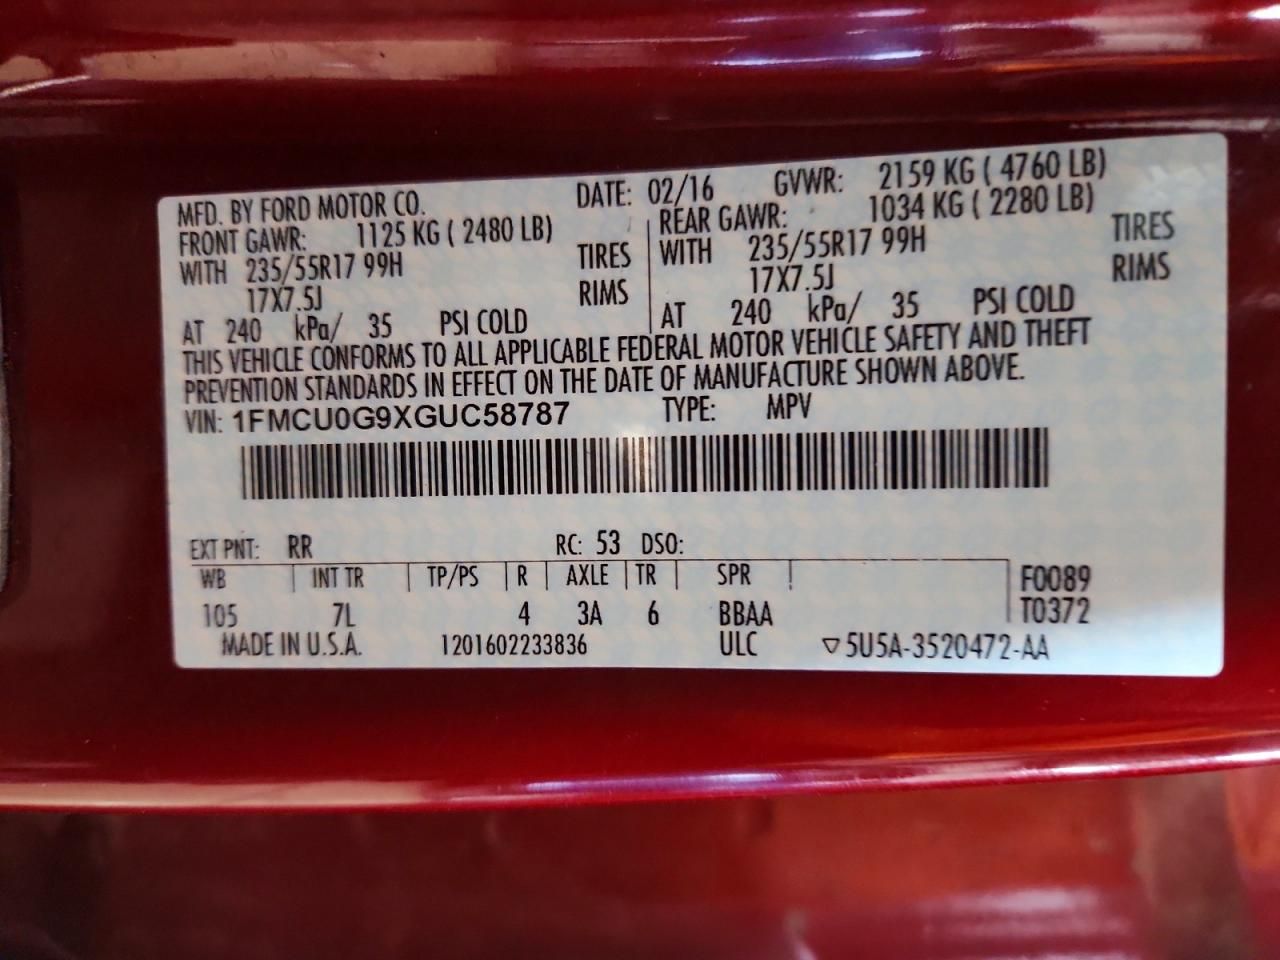 MFD. BY FORD MOTOR CO. DATE: 02/16 GVWR: 2159 KG ( 4760 LB)
FRONT GAWR: 1125 KG ( 2480 LB) REAR GAWR: 1034 KG ( 2280 LB)
WITH 235/55R17 99H TIRES WITH 235/55R17 99H TIRES
17X7.5J RIMS 17X7.5J RIMS
AT 240 kPa/ 35 PSI COLD AT 240 kPa/ 35 PSI COLD
THIS VEHICLE CONFORMS TO ALL APPLICABLE FEDERAL MOTOR VEHICLE SAFETY AND THEFT
PREVENTION STANDARDS IN EFFECT ON THE DATE OF MANUFACTURE SHOWN ABOVE.
VIN: 1FMCU0G9XGUC58787 TYPE: MPV
EXT PNT: RR RC: 53 DSO:
WB INT TR TP/PS R AXLE TR SPR F0089
105 7L 4 3A 6 BBAA T0372
MADE IN U.S.A. 1201602233836 ULC ▽5U5A-3520472-AA